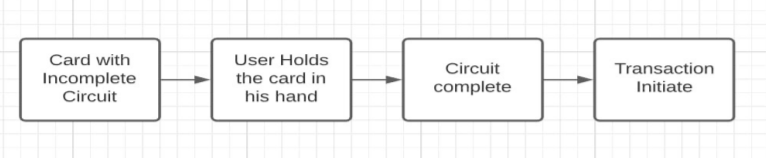 Card with
Incomplete
Circuit
User Holds
the card in
his hand
Circuit
complete
Transaction
Initiate